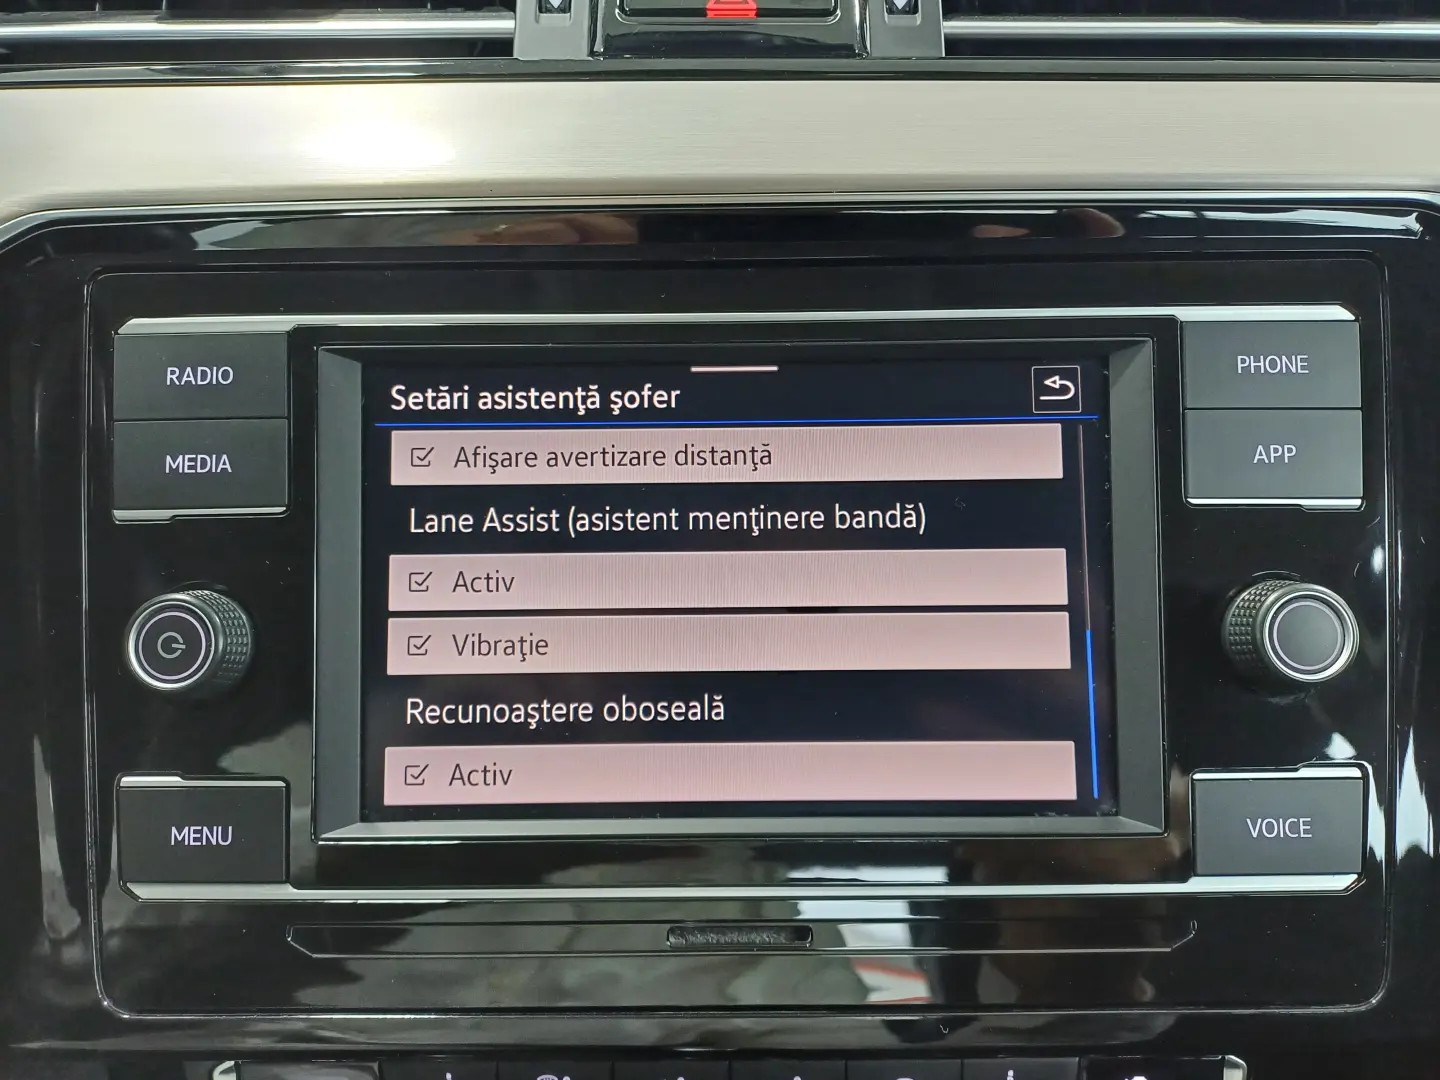 RADIO
MEDIA
MENU
Setări asistenţă şofer
Afişare avertizare distanţă
Lane Assist (asistent menţinere bandă)
Activ
Vibraţie
Recunoaştere oboseală
Activ
PHONE
APP
VOICE